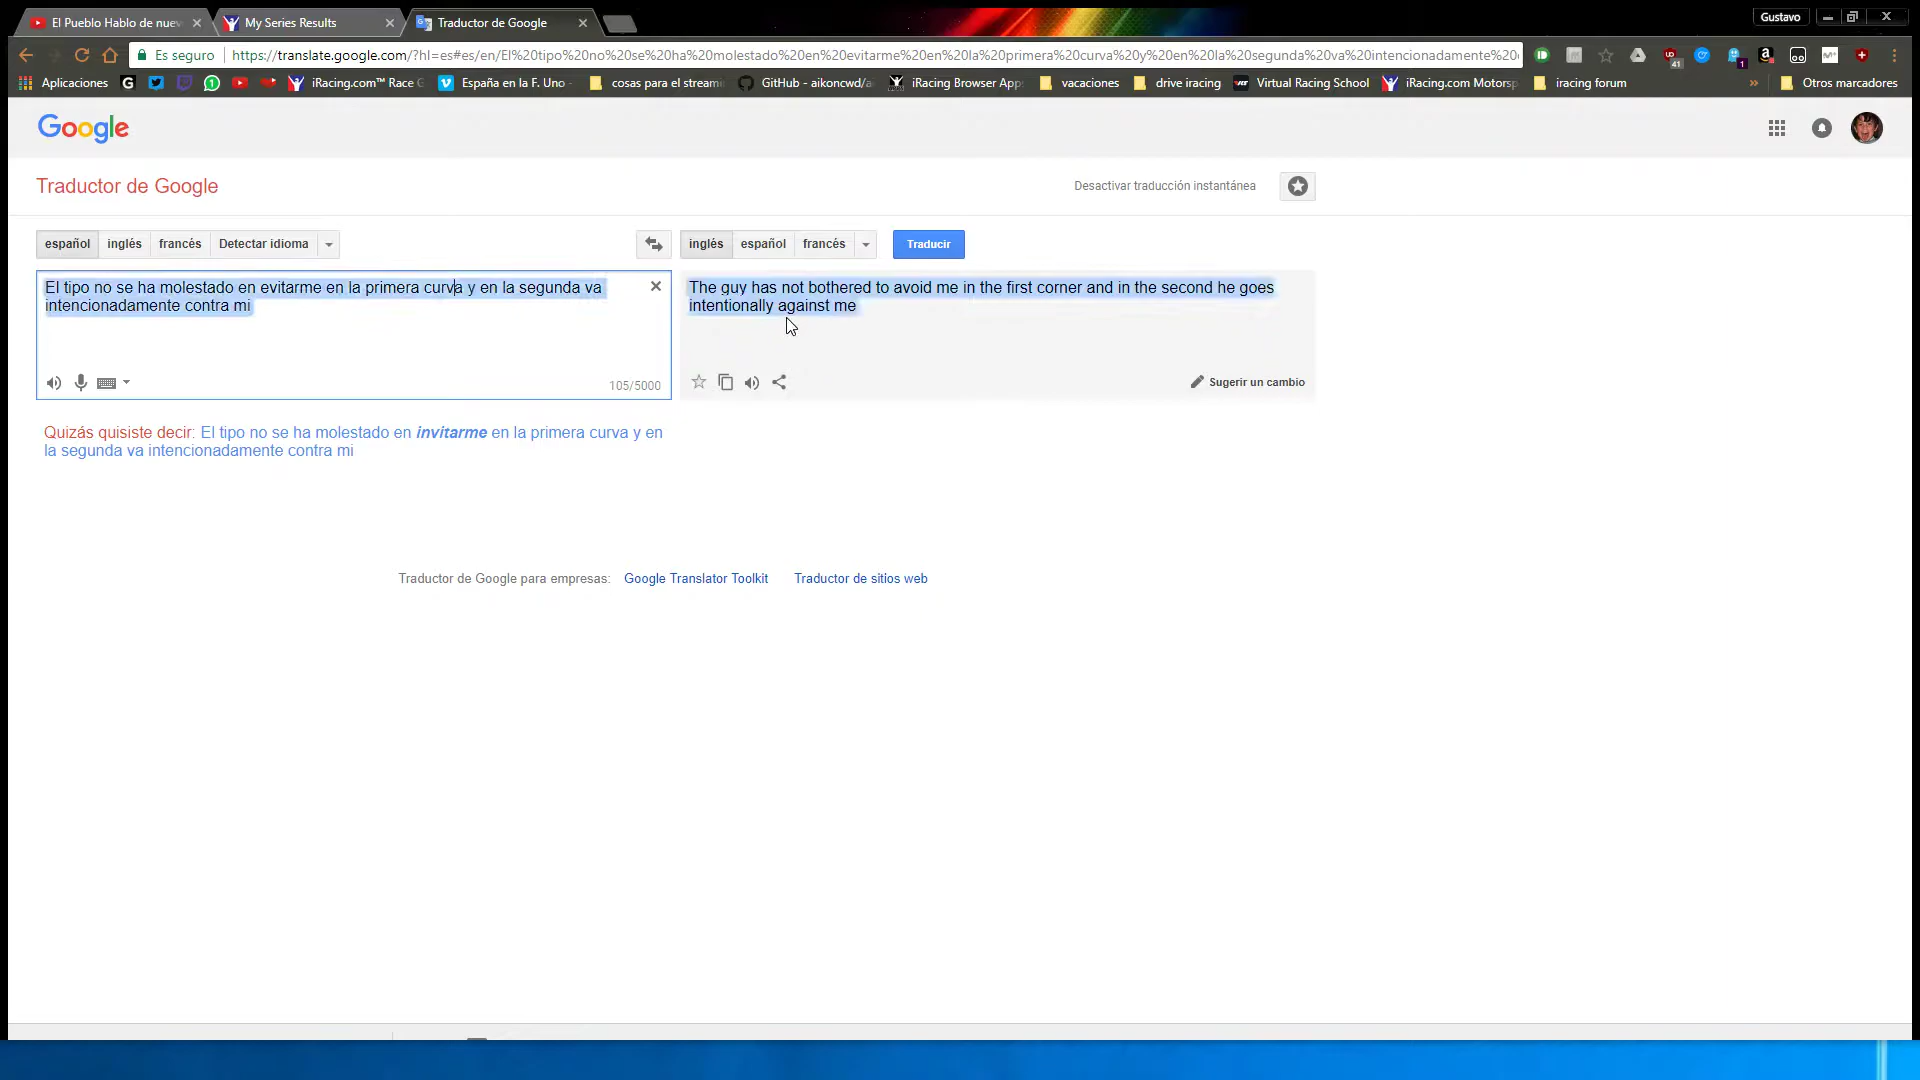 El Pueblo Hablo de nuev
My Series Results
Traductor de Google
Gustavo
Es seguro
https://translate.google.com/?hl=es#es/en/El%20tipo%20no%20se%20ha%20molestado%20en%20evitarme%20en%20la%20primera%20curva%20y%20en%20la%20segunda%20va%20intencionadamente%20
41
1
Aplicaciones
iRacing.com™ Race
España en la F. Uno -
cosas para el streami
GitHub - aikoncwd/
iRacing Browser App
vacaciones
drive iracing
Virtual Racing School
iRacing.com Motorsp
iracing forum
»
Otros marcadores
Google
Traductor de Google
Desactivar traducción instantánea
español inglés francés Detectar idioma
inglés español francés
Traducir
El tipo no se ha molestado en evitarme en la primera curva y en la segunda va
intencionadamente contra mi
105/5000
The guy has not bothered to avoid me in the first corner and in the second he goes
intentionally against me
Sugerir un cambio
Quizás quisiste decir: El tipo no se ha molestado en invitarme en la primera curva y en
la segunda va intencionadamente contra mi
Traductor de Google para empresas: Google Translator Toolkit Traductor de sitios web